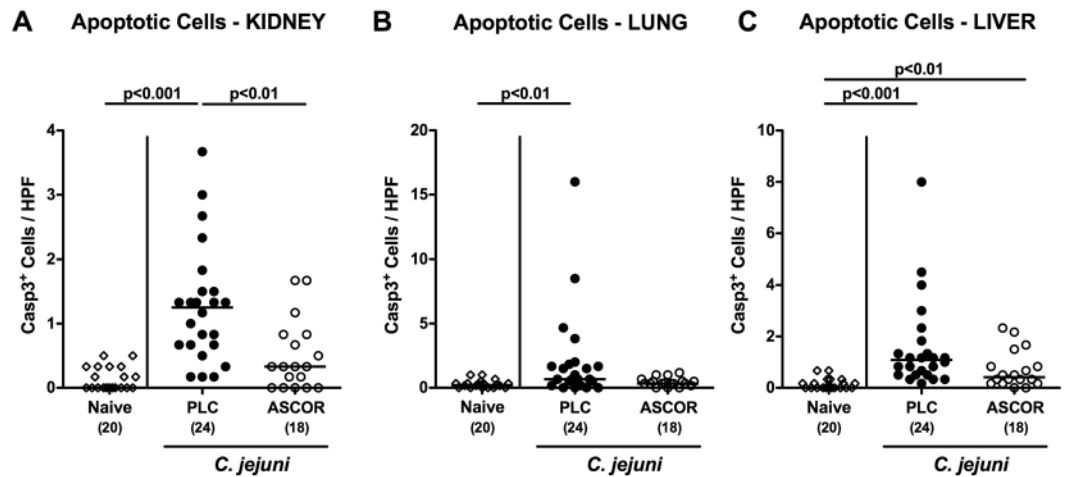 A Apoptotic Cells - KIDNEY
p<0.001 p<0.01
Casp3+ Cells / HPF
4
3
2
1
0
Naive PLC ASCOR
(20) (24) (18)
C. jejuni
B Apoptotic Cells - LUNG
p<0.01
Casp3+ Cells / HPF
20
15
10
5
0
Naive PLC ASCOR
(20) (24) (18)
C. jejuni
C Apoptotic Cells - LIVER
p<0.01
p<0.001
Casp3+ Cells / HPF
10
8
6
4
2
0
Naive PLC ASCOR
(20) (24) (18)
C. jejuni